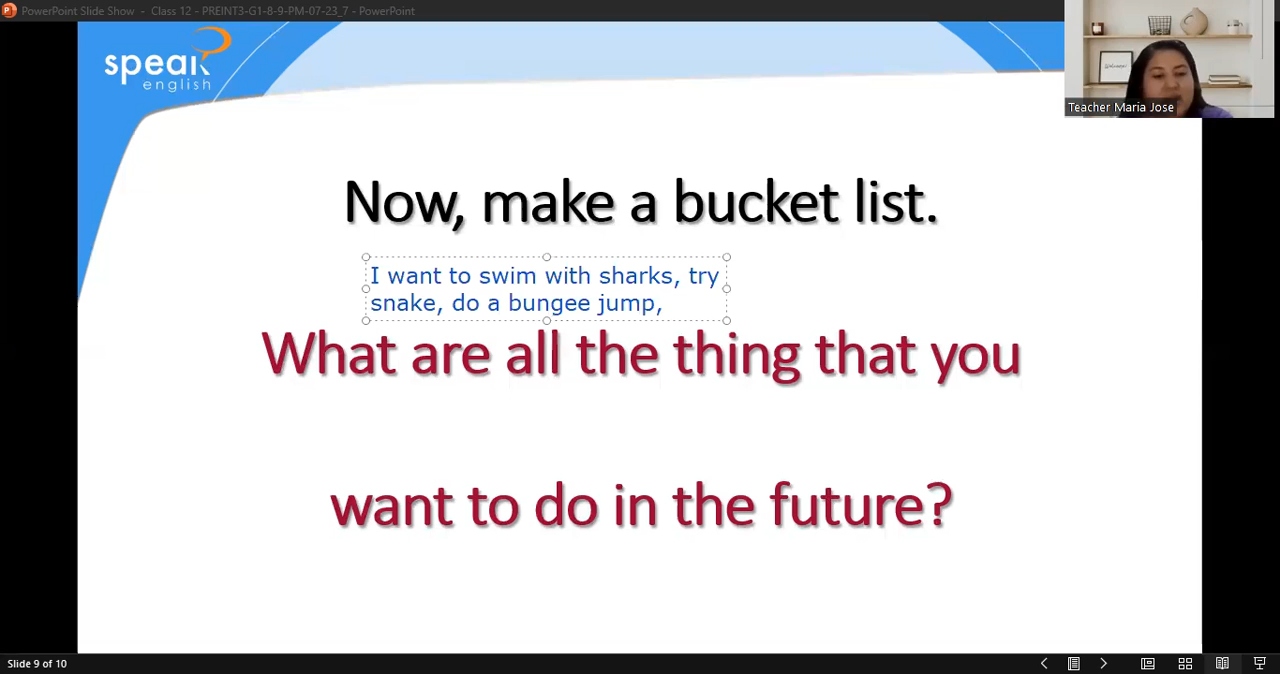 PowerPoint Slide Show - Class 12 - PREINT3-G1-8-9-PM-07-23_7 - PowerPoint
speak
english
Teacher Maria Jose
Now, make a bucket list.
I want to swim with sharks, try
snake, do a bungee jump,
What are all the thing that you
want to do in the future?
Slide 9 of 10